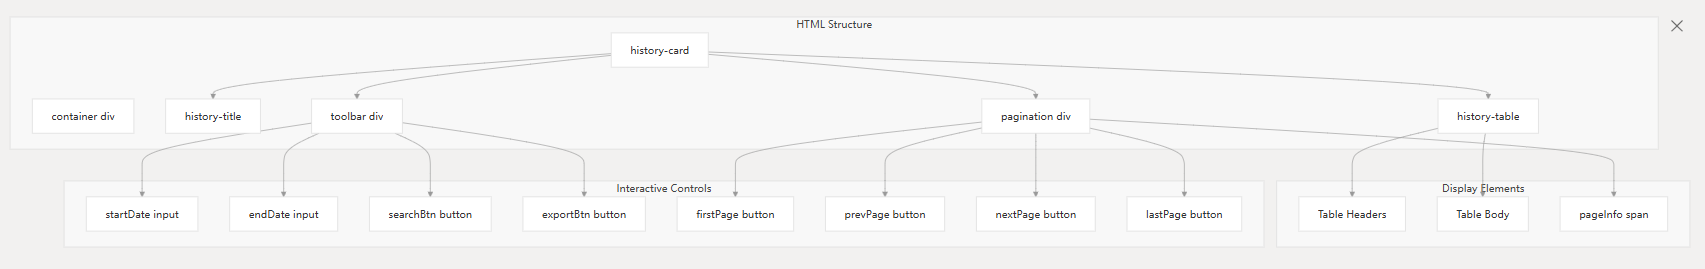 HTML Structure
history-card
container div
history-title
toolbar div
pagination div
history-table
Interactive Controls
Display Elements
startDate input
endDate input
searchBtn button
exportBtn button
firstPage button
prevPage button
nextPage button
lastPage button
Table Headers
Table Body
pageInfo span